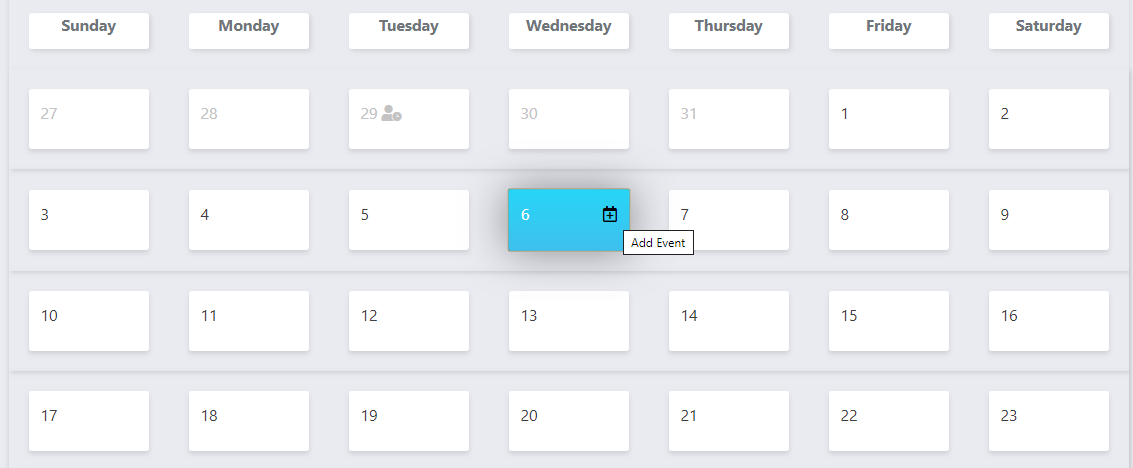 Sunday Monday Tuesday Wednesday Thursday Friday Saturday
27 28 29 30 31 1 2
3 4 5 6 7 8 9
Add Event
10 11 12 13 14 15 16
17 18 19 20 21 22 23